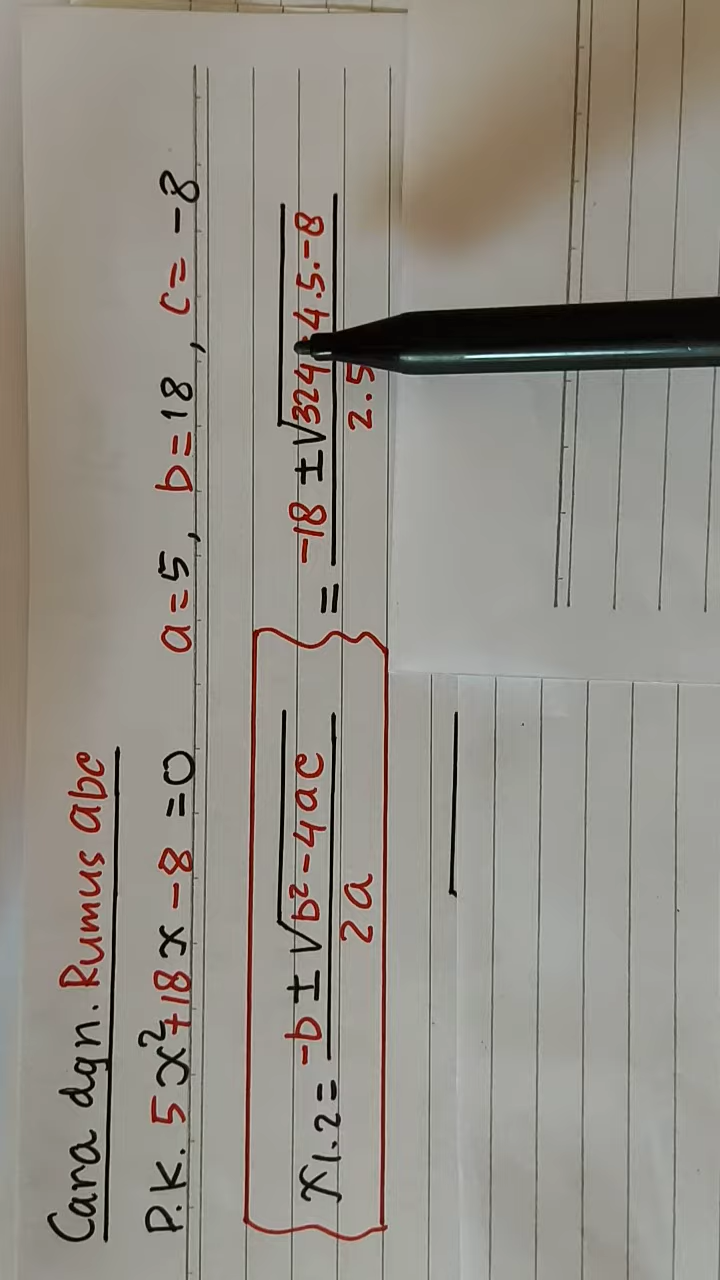 Cara dgn. Rumus abc
P.K. 5x²+18x-8=0 a=5, b=18, c=-8
x1.2= -b±√b²-4ac / 2a = -18±√324-4.5.-8 / 2.5